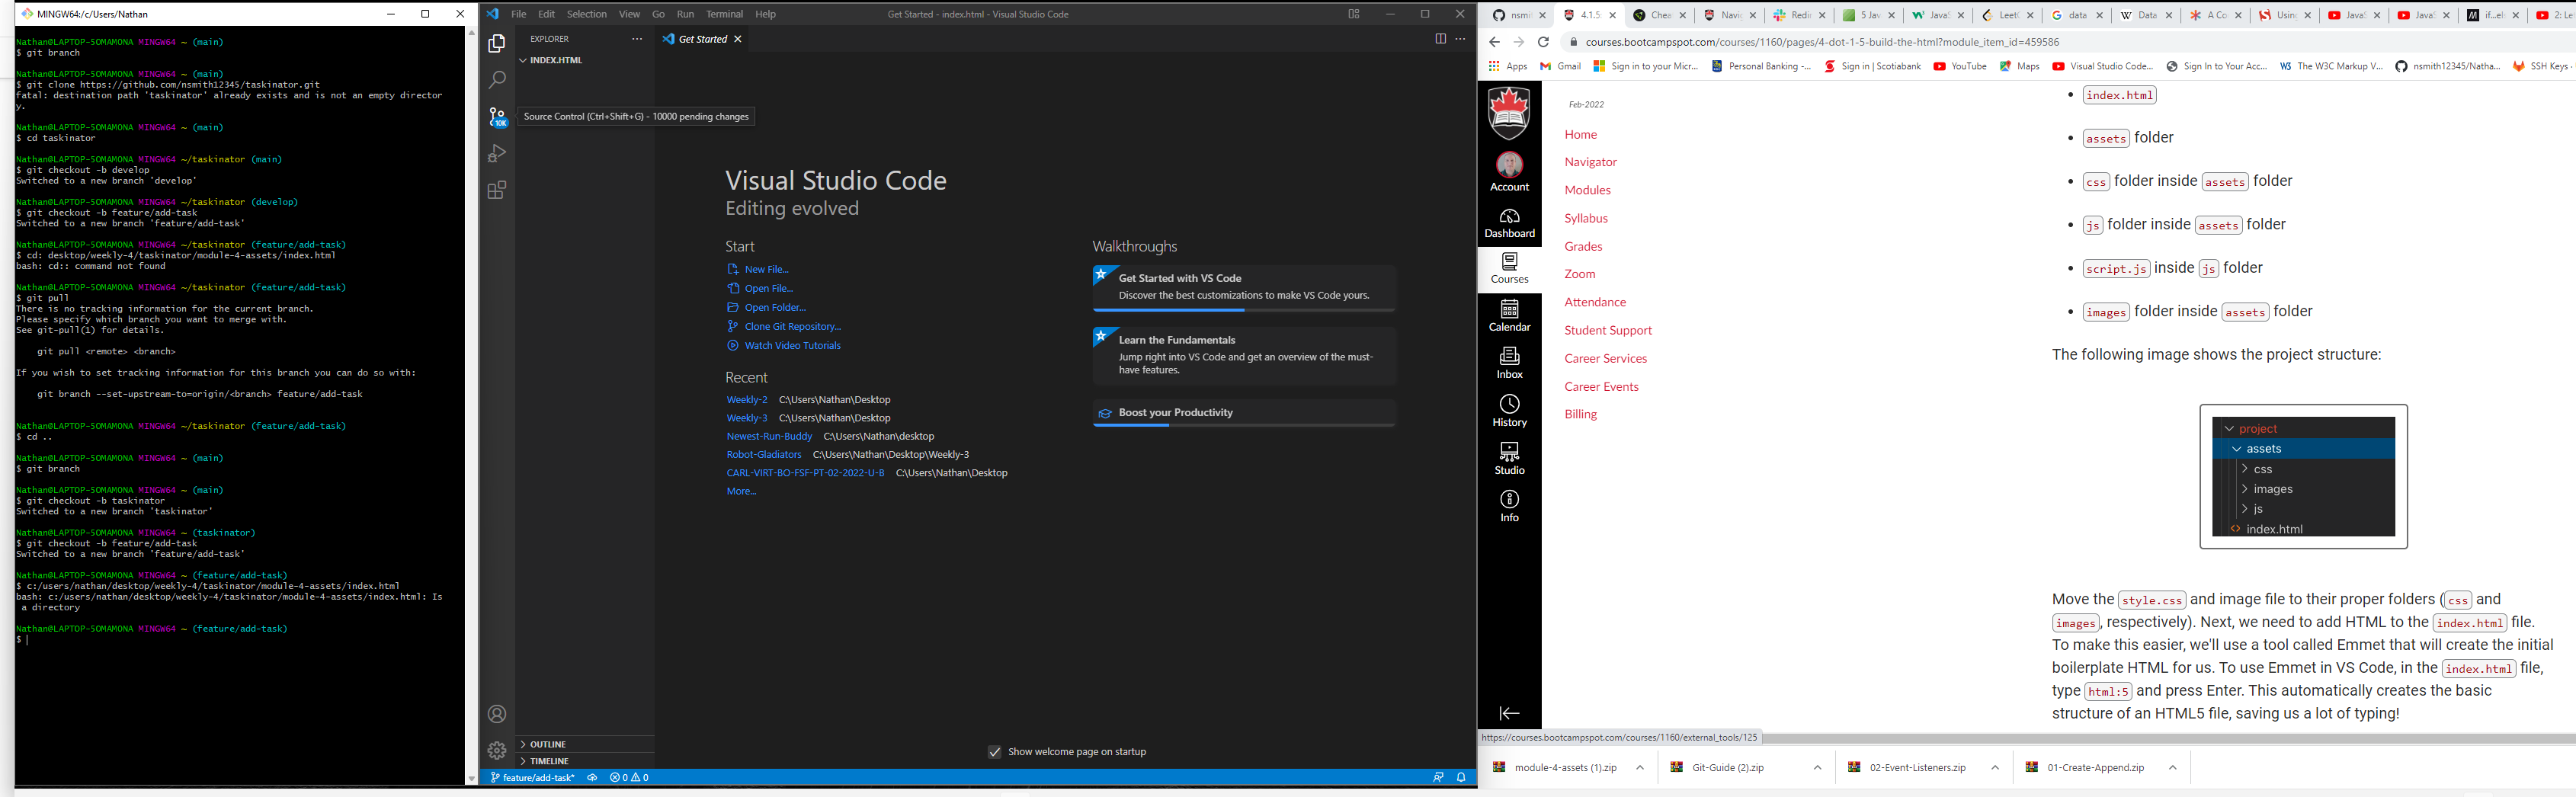 MINGW64:/c/Users/Nathan
Nathan@LAPTOP-5OMAMONA MINGW64 ~ (main)
$ git branch
Nathan@LAPTOP-5OMAMONA MINGW64 ~ (main)
$ git clone https://github.com/nsmith12345/taskinator.git
fatal: destination path 'taskinator' already exists and is not an empty director
y.
Nathan@LAPTOP-5OMAMONA MINGW64 ~ (main)
$ cd taskinator
Nathan@LAPTOP-5OMAMONA MINGW64 ~/taskinator (main)
$ git checkout -b develop
Switched to a new branch 'develop'
Nathan@LAPTOP-5OMAMONA MINGW64 ~/taskinator (develop)
$ git checkout -b feature/add-task
Switched to a new branch 'feature/add-task'
Nathan@LAPTOP-5OMAMONA MINGW64 ~/taskinator (feature/add-task)
$ cd: desktop/weekly-4/taskinator/module-4-assets/index.html
bash: cd:: command not found
Nathan@LAPTOP-5OMAMONA MINGW64 ~/taskinator (feature/add-task)
$ git pull
There is no tracking information for the current branch.
Please specify which branch you want to merge with.
See git-pull(1) for details.
git pull <remote> <branch>
If you wish to set tracking information for this branch you can do so with:
git branch --set-upstream-to=origin/<branch> feature/add-task
Nathan@LAPTOP-5OMAMONA MINGW64 ~/taskinator (feature/add-task)
$ cd ..
Nathan@LAPTOP-5OMAMONA MINGW64 ~ (main)
$ git branch
Nathan@LAPTOP-5OMAMONA MINGW64 ~ (main)
$ git checkout -b taskinator
Switched to a new branch 'taskinator'
Nathan@LAPTOP-5OMAMONA MINGW64 ~ (taskinator)
$ git checkout -b feature/add-task
Switched to a new branch 'feature/add-task'
Nathan@LAPTOP-5OMAMONA MINGW64 ~ (feature/add-task)
$ c:/users/nathan/desktop/weekly-4/taskinator/module-4-assets/index.html
bash: c:/users/nathan/desktop/weekly-4/taskinator/module-4-assets/index.html: Is
a directory
Nathan@LAPTOP-5OMAMONA MINGW64 ~ (feature/add-task)
$
File Edit Selection View Go Run Terminal Help
Get Started - index.html - Visual Studio Code
EXPLORER
Get Started
INDEX.HTML
10K
Source Control (Ctrl+Shift+G) - 10000 pending changes
Visual Studio Code
Editing evolved
Start
New File...
Open File...
Open Folder...
Clone Git Repository...
Watch Video Tutorials
Recent
Weekly-2 C:\Users\Nathan\Desktop
Weekly-3 C:\Users\Nathan\Desktop
Newest-Run-Buddy C:\Users\Nathan\desktop
Robot-Gladiators C:\Users\Nathan\Desktop\Weekly-3
CARL-VIRT-BO-FSF-PT-02-2022-U-B C:\Users\Nathan\Desktop
More...
Walkthroughs
Get Started with VS Code
Discover the best customizations to make VS Code yours.
Learn the Fundamentals
Jump right into VS Code and get an overview of the must-
have features.
Boost your Productivity
Show welcome page on startup
OUTLINE
TIMELINE
feature/add-task* 0 0
nsmi 4.1.5 Chea Navig Redir 5 Jav JavaS LeetC data Data A Co Using JavaS JavaS if...els 2: Le
courses.bootcampspot.com/courses/1160/pages/4-dot-1-5-build-the-html?module_item_id=459586
Apps Gmail Sign in to your Micr... Personal Banking -... Sign in | Scotiabank YouTube Maps Visual Studio Code... Sign In to Your Acc... The W3C Markup V... nsmith12345/Natha... SSH Keys
Account
Dashboard
Courses
Calendar
Inbox
History
Studio
Info
Feb-2022
Home
Navigator
Modules
Syllabus
Grades
Zoom
Attendance
Student Support
Career Services
Career Events
Billing
index.html
assets folder
css folder inside assets folder
js folder inside assets folder
script.js inside js folder
images folder inside assets folder
The following image shows the project structure:
project
assets
css
images
js
index.html
Move the style.css and image file to their proper folders (css and
images, respectively). Next, we need to add HTML to the index.html file.
To make this easier, we'll use a tool called Emmet that will create the initial
boilerplate HTML for us. To use Emmet in VS Code, in the index.html file,
type html:5 and press Enter. This automatically creates the basic
structure of an HTML5 file, saving us a lot of typing!
https://courses.bootcampspot.com/courses/1160/external_tools/125
module-4-assets (1).zip
Git-Guide (2).zip
02-Event-Listeners.zip
01-Create-Append.zip